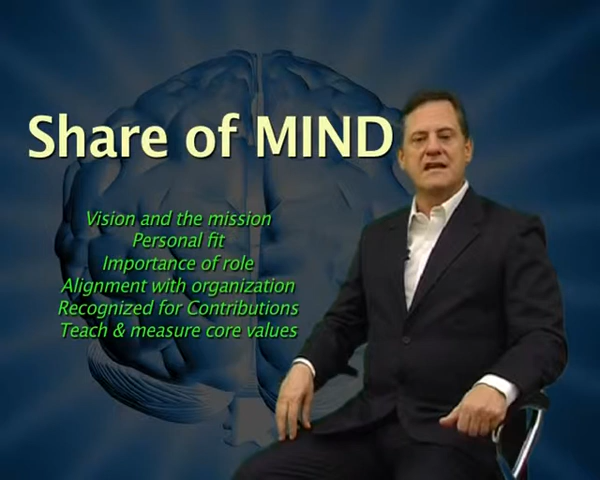 Share of MIND
Vision and the mission
Personal fit
Importance of role
Alignment with organization
Recognized for Contributions
Teach & measure core values